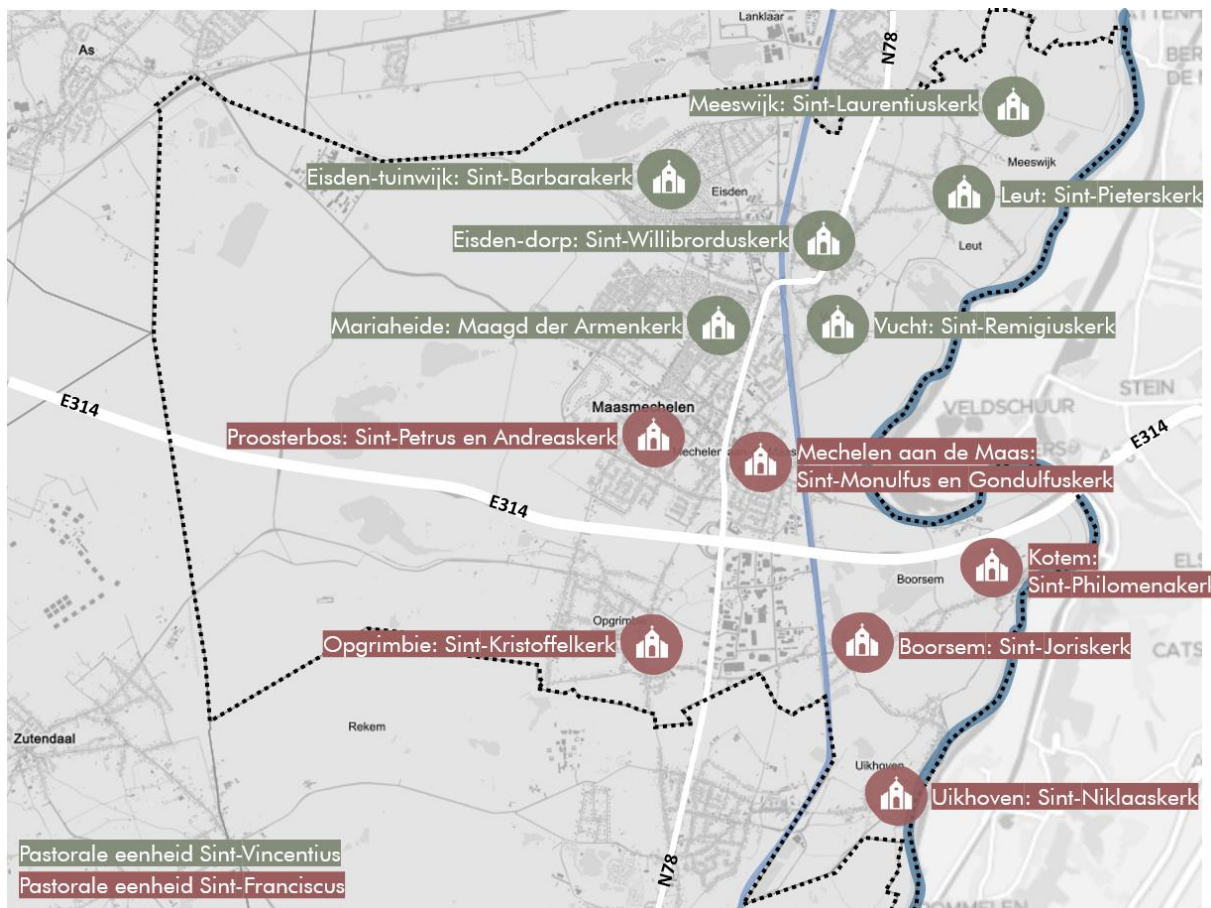 Lanklaar
As
N78
Meeswijk: Sint-Laurentiuskerk
Meeswijk
Eisden-tuinwijk: Sint-Barbarakerk
Eisden
Leut: Sint-Pieterskerk
Eisden-dorp: Sint-Willibrorduskerk
Leut
Mariaheide: Maagd der Armenkerk
Vucht: Sint-Remigiuskerk
STEIN
E314
Maasmechelen
VELDSCHUUR
E314
Proosterbos: Sint-Petrus en Andreaskerk
Mechelen aan de Maas:
Sint-Monulfus en Gondulfuskerk
E314
Kotem:
Sint-Philomenakerl
Boorsem
Opgrimbie
Opgrimbie: Sint-Kristoffelkerk
Boorsem: Sint-Joriskerk
CATS
Rekem
Zutendaal
Uikhoven
Uikhoven: Sint-Niklaaskerk
Pastorale eenheid Sint-Vincentius
N78
Pastorale eenheid Sint-Franciscus